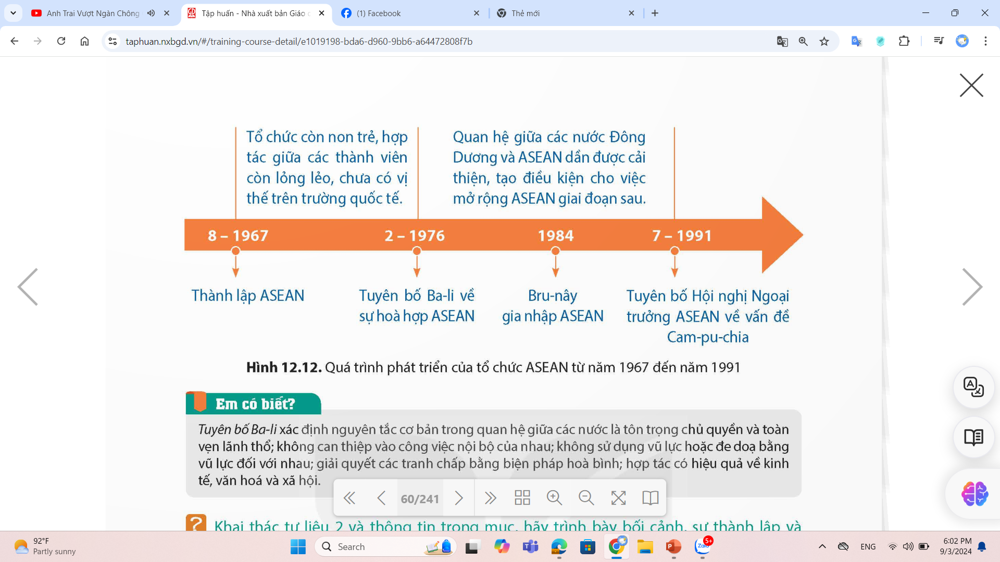 Anh Trai Vượt Ngàn Chông
Tập huấn - Nhà xuất bản Giáo d
(1) Facebook
Thẻ mới
taphuan.nxbgd.vn/#/training-course-detail/e1019198-bda6-d960-9bb6-a64472808f7b
Tổ chức còn non trẻ, hợp
tác giữa các thành viên
còn lỏng lẻo, chưa có vị
thế trên trường quốc tế.
Quan hệ giữa các nước Đông
Dương và ASEAN dần được cải
thiện, tạo điều kiện cho việc
mở rộng ASEAN giai đoạn sau.
8 – 1967
2 – 1976
1984
7 – 1991
Thành lập ASEAN
Tuyên bố Ba-li về
sự hoà hợp ASEAN
Bru-nây
gia nhập ASEAN
Tuyên bố Hội nghị Ngoại
trưởng ASEAN về vấn đề
Cam-pu-chia
Hình 12.12. Quá trình phát triển của tổ chức ASEAN từ năm 1967 đến năm 1991
Em có biết?
Tuyên bố Ba-li xác định nguyên tắc cơ bản trong quan hệ giữa các nước là tôn trọng chủ quyền và toàn
vẹn lãnh thổ; không can thiệp vào công việc nội bộ của nhau; không sử dụng vũ lực hoặc đe doạ bằng
vũ lực đối với nhau; giải quyết các tranh chấp bằng biện pháp hoà bình; hợp tác có hiệu quả về kinh
tế, văn hoá và xã hội.
60/241
? Khai thác tư liệu 2 và thông tin trong mục, hãy trình bày bối cảnh, sự thành lập và
92°F
Partly sunny
Search
Zalo
5+
ENG
6:02 PM
9/3/2024